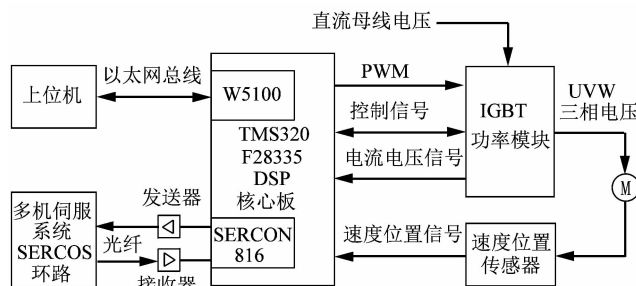 直流母线电压
上位机
以太网总线
W5100
PWM
控制信号
电流电压信号
IGBT
功率模块
UVW
三相电压
TMS320
F28335
DSP
核心板
M
多机伺服
系统
SERCOS
环路
发送器
光纤
接收器
SERCON
816
速度位置信号
速度位置
传感器